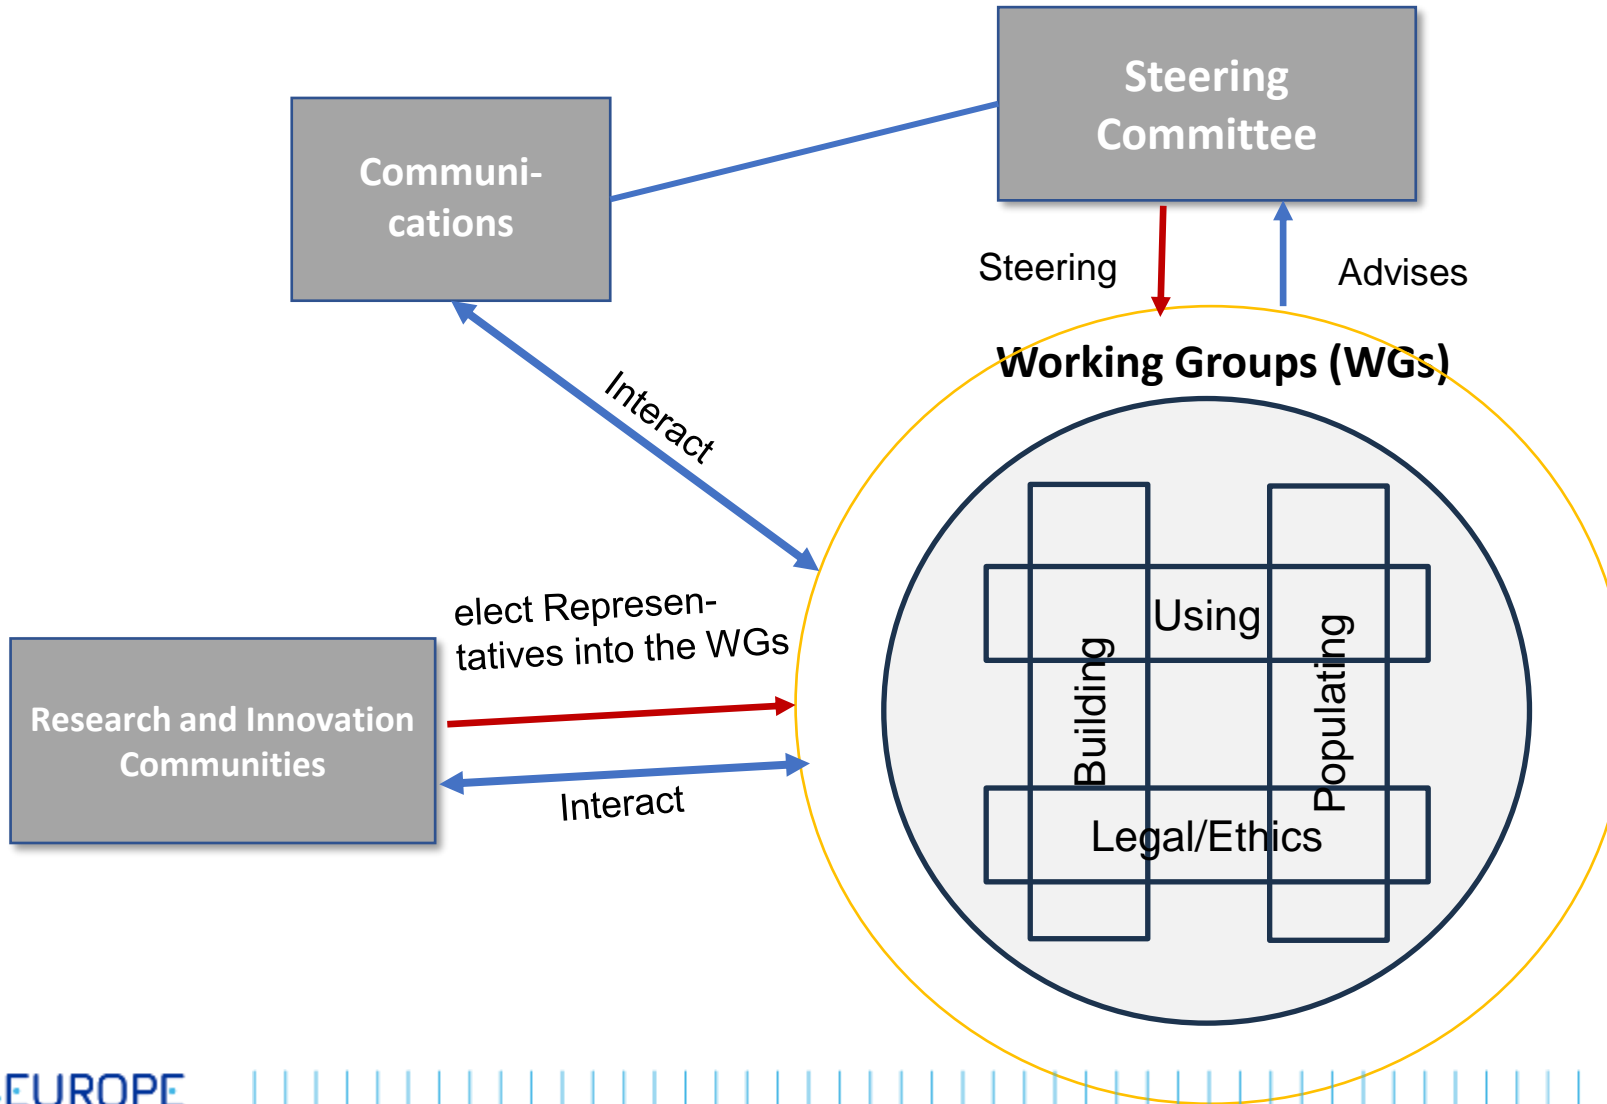 Steering
Committee
Communi-
cations
Steering
Advises
Working Groups (WGs)
Interact
elect Represen-
tatives into the WGs
Research and Innovation
Communities
Interact
Using
Building
Populating
Legal/Ethics
EUROPE